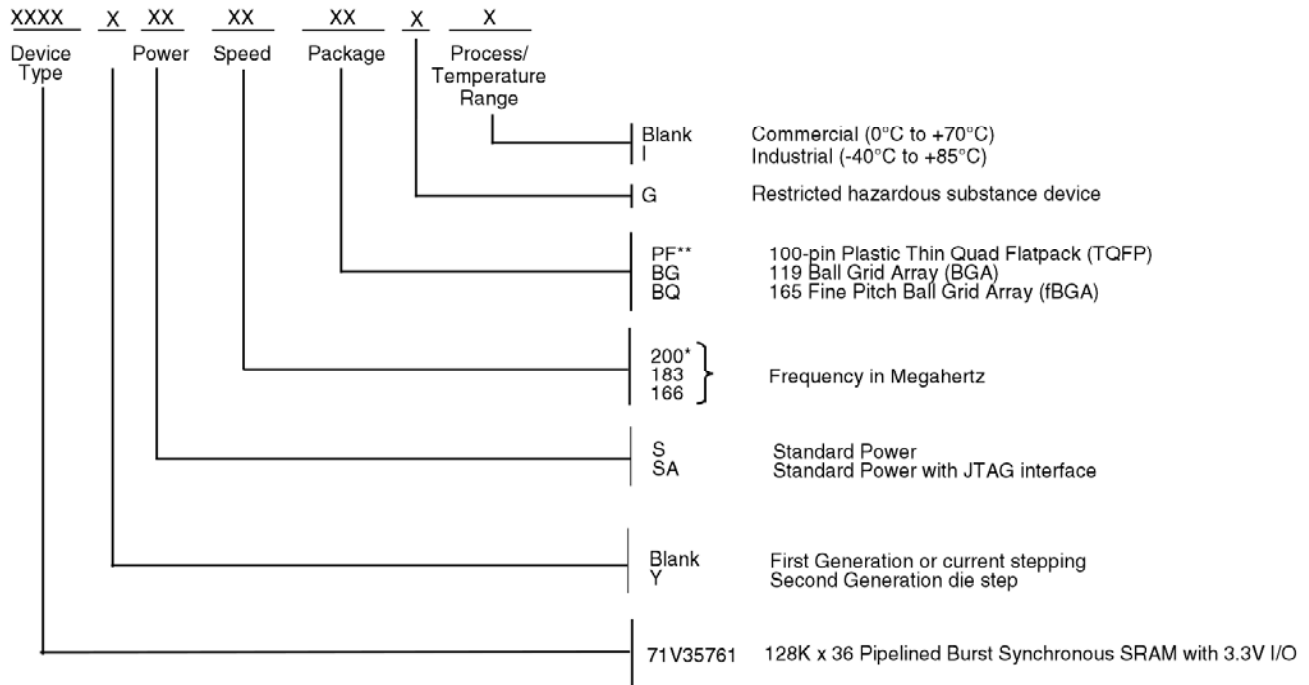 XXXX X XX XX XX X X
Device Type Power Speed Package Process/
Temperature
Range
Blank Commercial (0°C to +70°C)
I Industrial (-40°C to +85°C)
G Restricted hazardous substance device
PF** 100-pin Plastic Thin Quad Flatpack (TQFP)
BG 119 Ball Grid Array (BGA)
BQ 165 Fine Pitch Ball Grid Array (fBGA)
200*
183 Frequency in Megahertz
166
S Standard Power
SA Standard Power with JTAG interface
Blank First Generation or current stepping
Y Second Generation die step
71V35761 128K x 36 Pipelined Burst Synchronous SRAM with 3.3V I/O